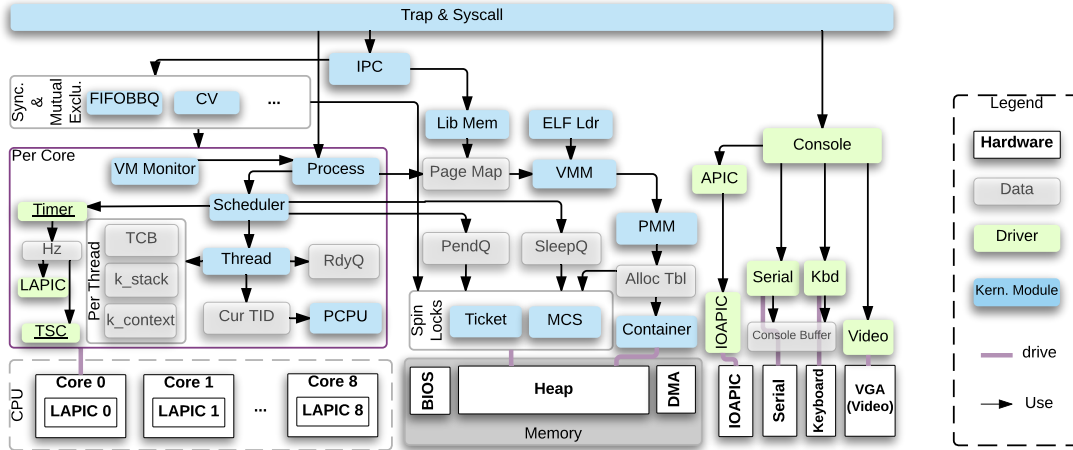 Trap & Syscall
IPC
Sync.
&
Mutual
Exclu.
FIFOBBQ
CV
...
Lib Mem
ELF Ldr
Console
Per Core
VM Monitor
Process
Page Map
VMM
APIC
Timer
Scheduler
PMM
Hz
Per Thread
TCB
Thread
RdyQ
PendQ
SleepQ
LAPIC
k_stack
Alloc Tbl
Serial
Kbd
TSC
k_context
Cur TID
PCPU
Spin
Locks
Ticket
MCS
Container
IOAPIC
Console Buffer
Video
CPU
Core 0
LAPIC 0
Core 1
LAPIC 1
...
Core 8
LAPIC 8
BIOS
Heap
DMA
Memory
IOAPIC
Serial
Keyboard
VGA
(Video)
Legend
Hardware
Data
Driver
Kern. Module
drive
Use